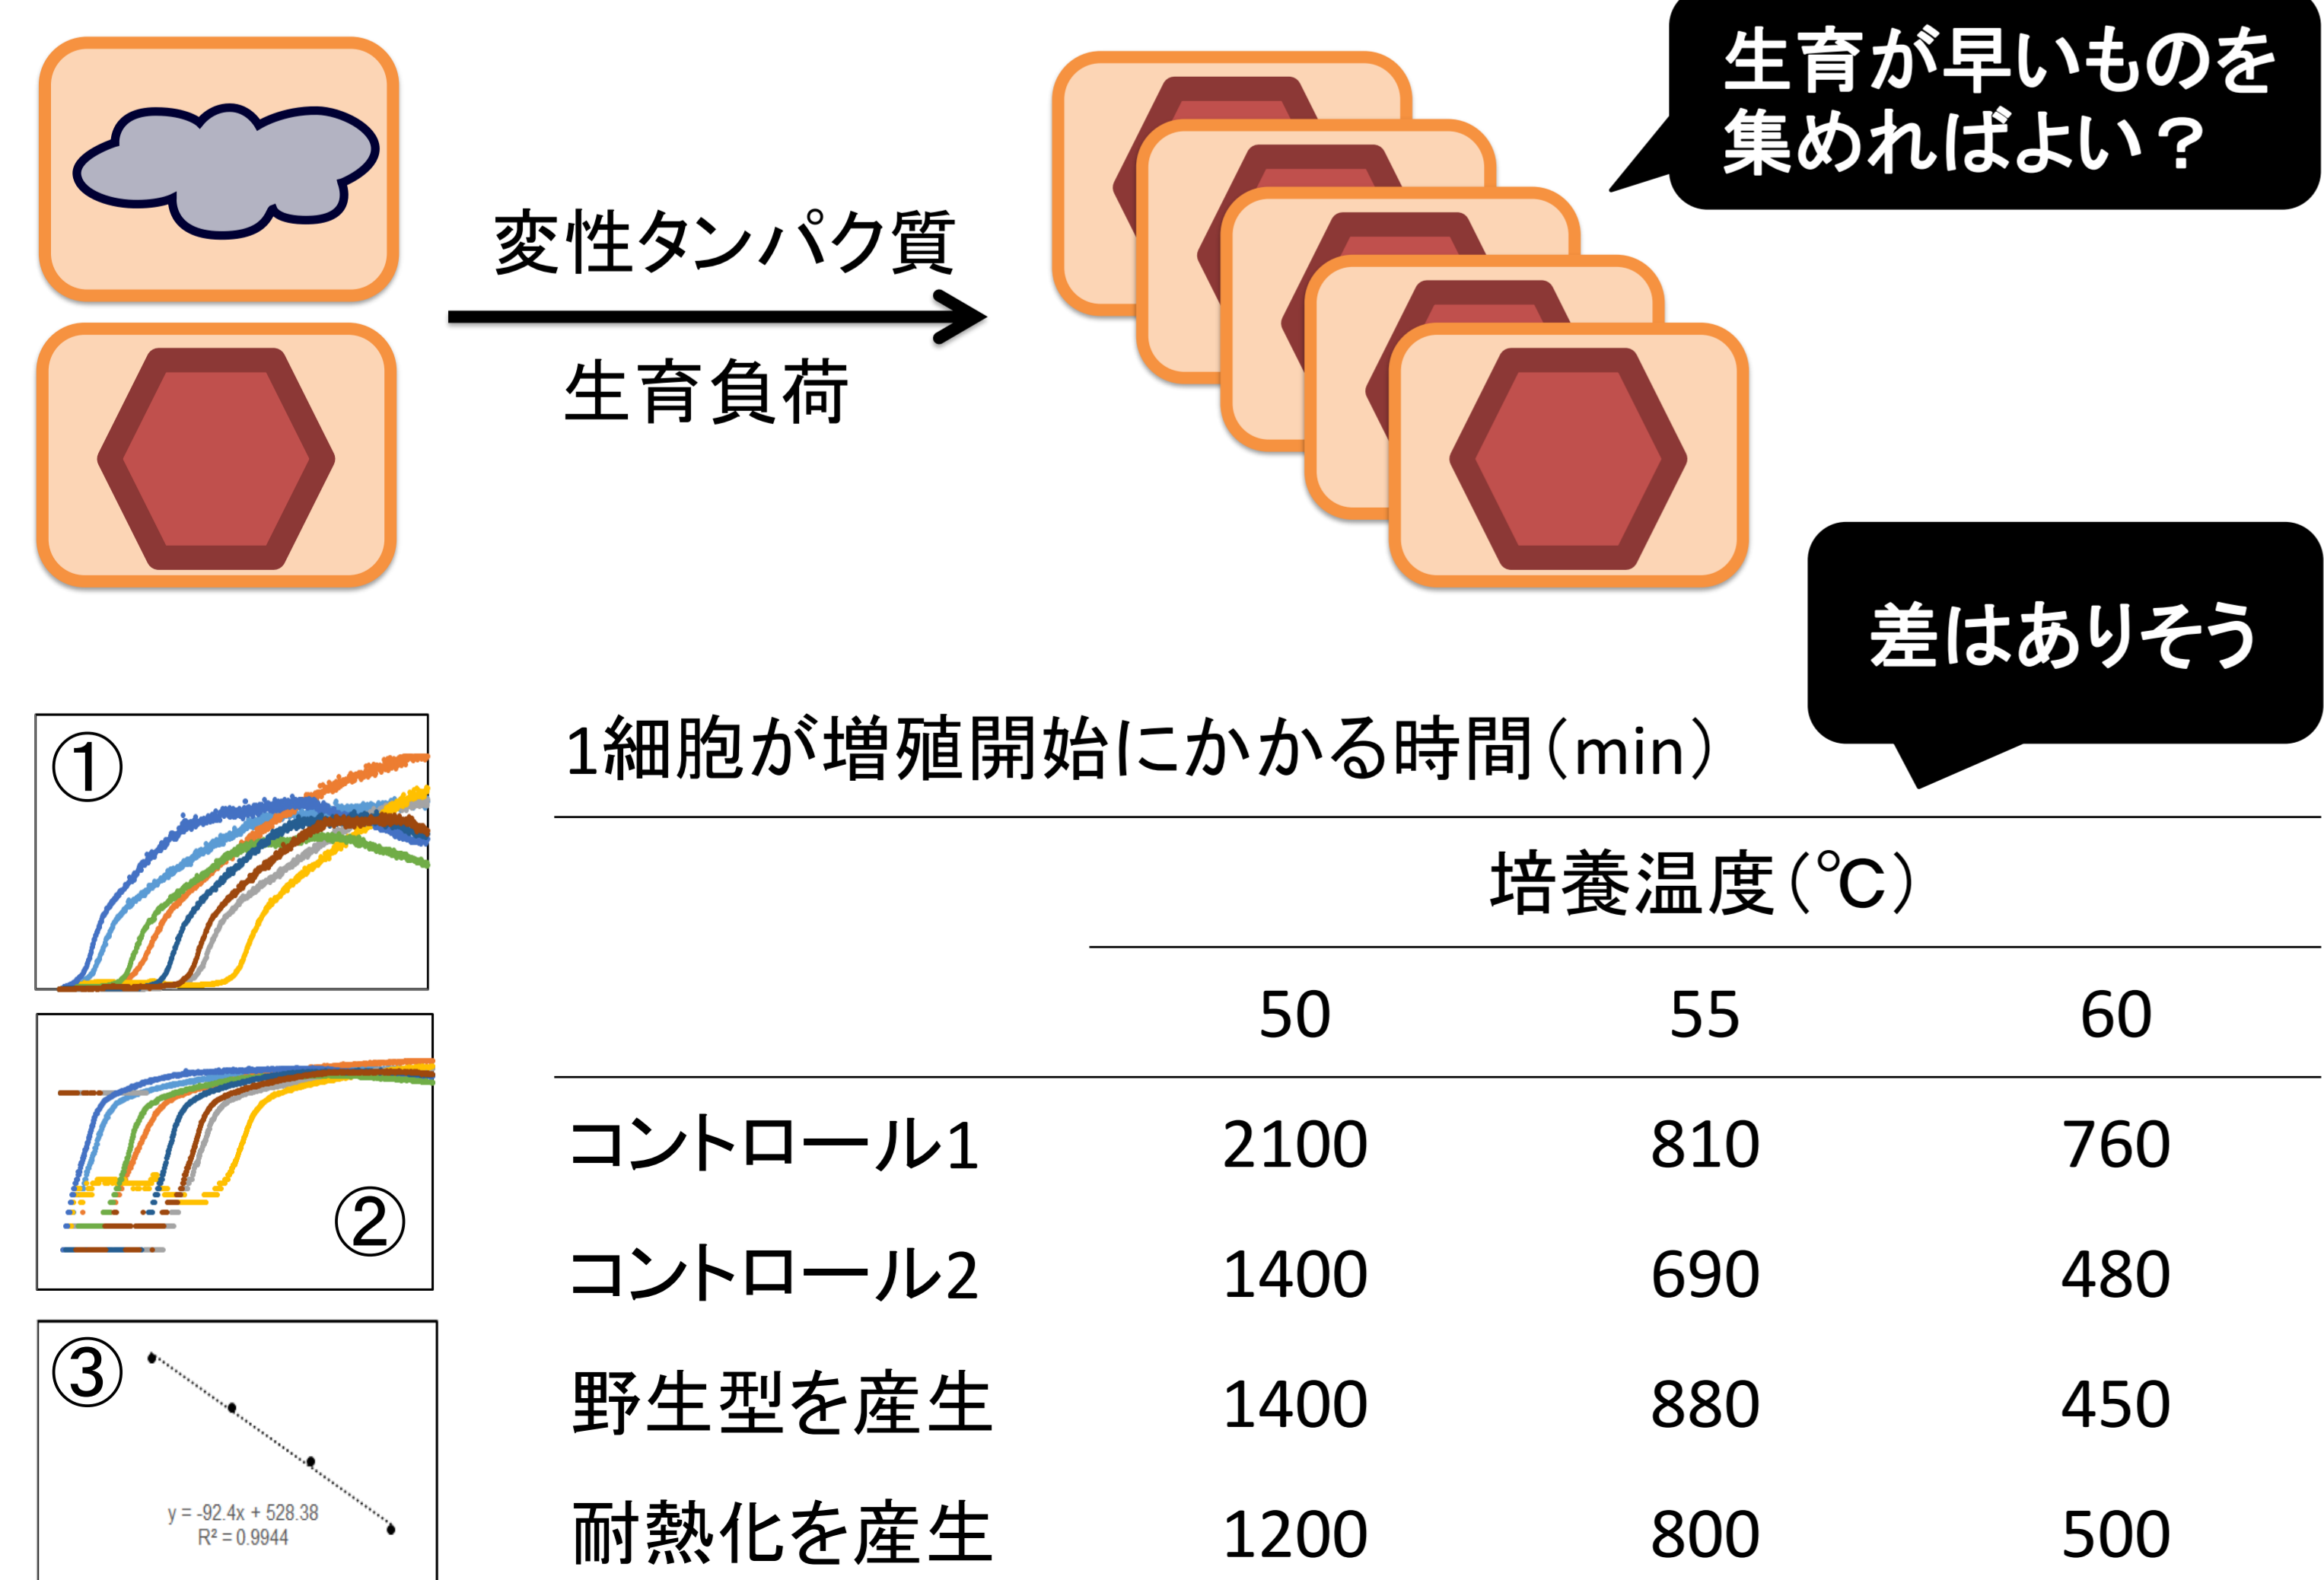 生育が早いものを
集めればよい？
変性タンパク質
生育負荷
差はありそう
①
1細胞が増殖開始にかかる時間(min)
培養温度(℃)
50 55 60
②
コントロール1 2100 810 760
コントロール2 1400 690 480
③
野生型を産生 1400 880 450
y = -92.4x + 528.38
R² = 0.9944
耐熱化を産生 1200 800 500